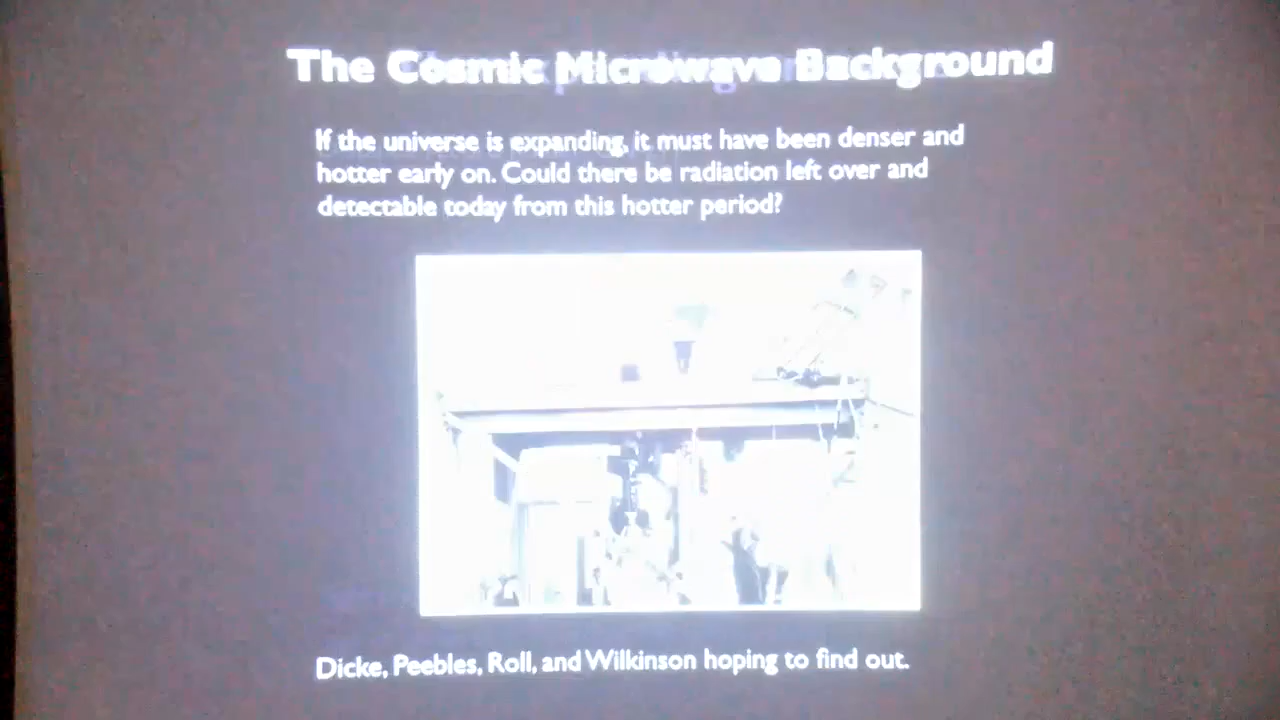 The Cosmic Microwave Background
If the universe is expanding, it must have been denser and
hotter early on. Could there be radiation left over and
detectable today from this hotter period?
Dicke, Peebles, Roll, and Wilkinson hoping to find out.